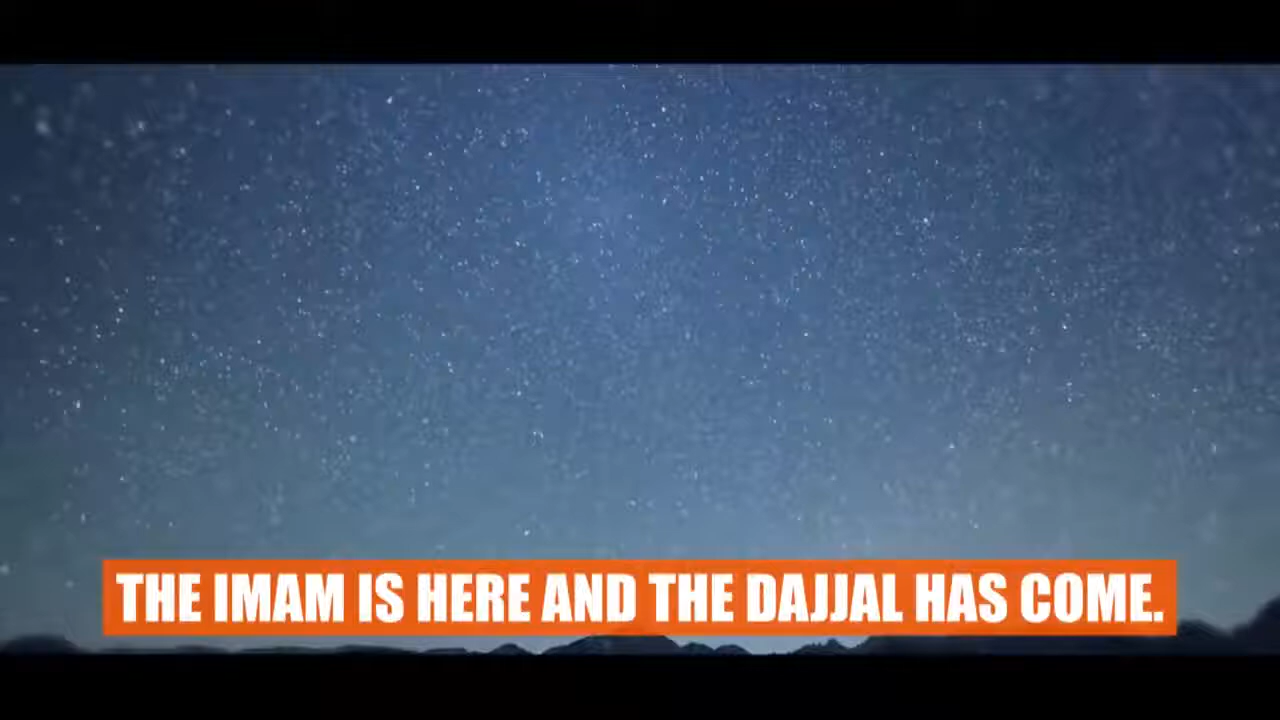 THE IMAM IS HERE AND THE DAJJAL HAS COME.